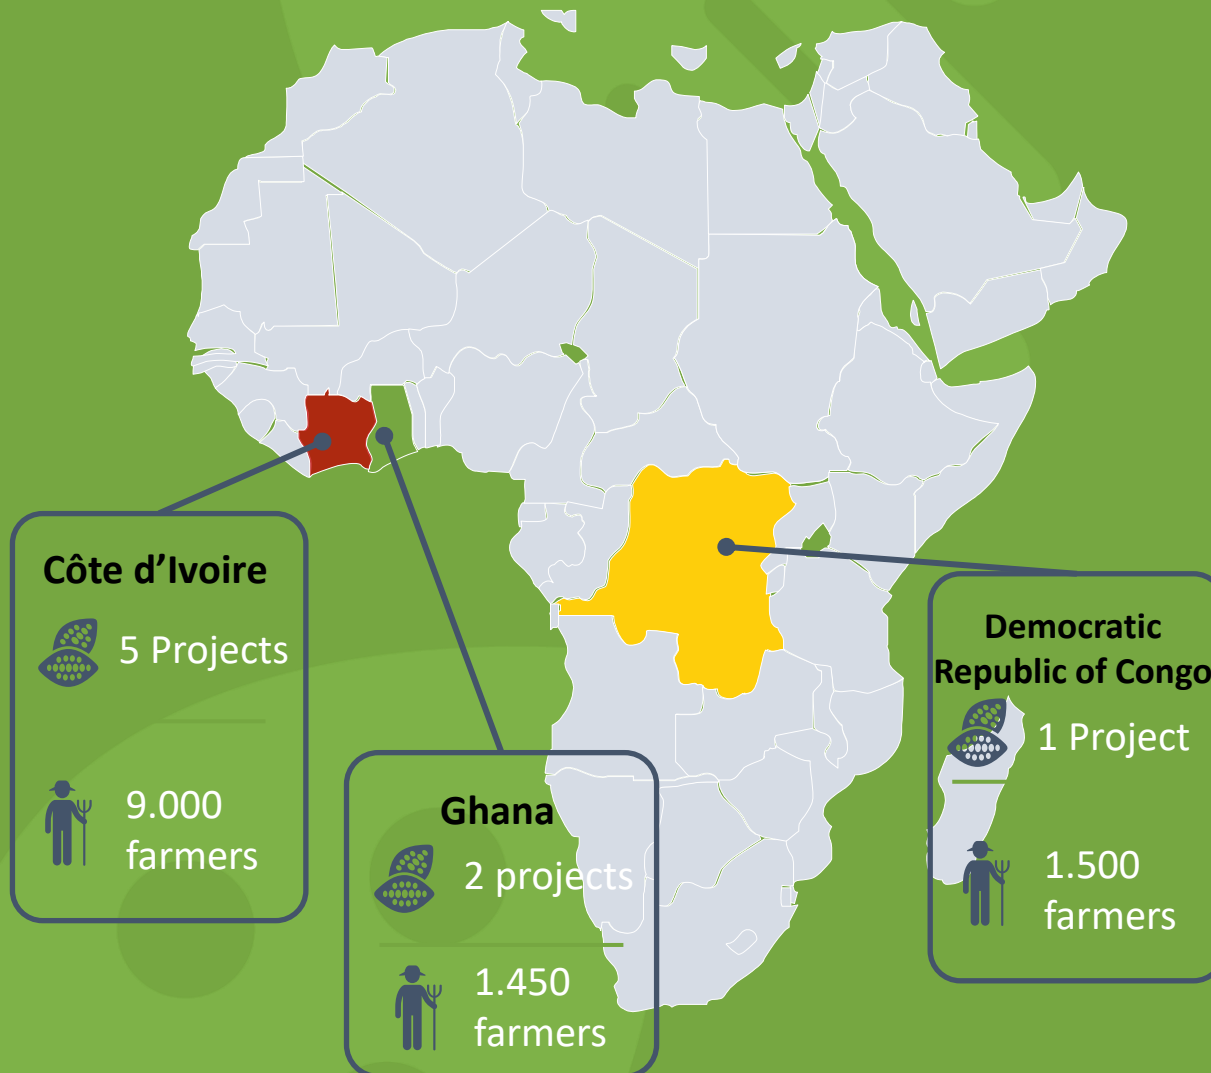 Côte d’Ivoire
5 Projects
9.000
farmers
Ghana
2 projects
1.450
farmers
Democratic
Republic of Congo
1 Project
1.500
farmers